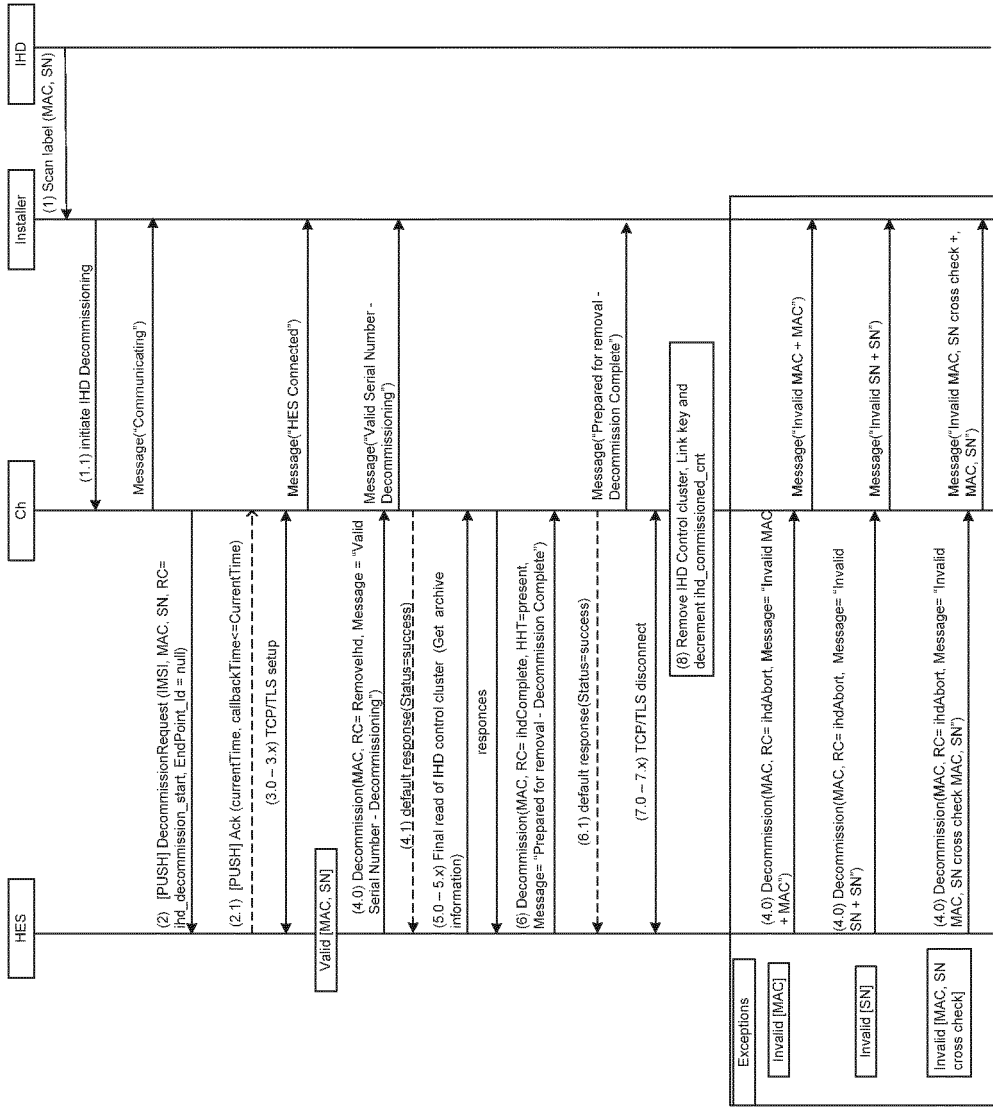 HES
Ch
Installer
IHD
(1) Scan label (MAC, SN)
(1.1) initiate IHD Decommissioning
Message("Communicating")
(2) [PUSH] DecommissionRequest (IMSI, MAC, SN, RC=
ihd_decommission_start, EndPoint_Id = null)
(2.1) [PUSH] Ack (currentTime, callbackTime<=CurrentTime)
(3.0 – 3.x) TCP/TLS setup
Message("HES Connected")
Valid [MAC, SN]
(4.0) Decommission(MAC, RC= RemoveIhd, Message = "Valid
Serial Number - Decommissioning")
Message("Valid Serial Number -
Decommissioning")
(4.1) default response(Status=success)
(5.0 – 5.x) Final read of IHD control cluster (Get archive
information)
responces
(6) Decommission(MAC, RC= ihdComplete, HHT=present,
Message= "Prepared for removal - Decommission Complete")
Message("Prepared for removal -
Decommission Complete")
(6.1) default response(Status=success)
(7.0 – 7.x) TCP/TLS disconnect
(8) Remove IHD Control cluster, Link key and
decrement ihd_commissioned_cnt
Exceptions
Invalid [MAC]
(4.0) Decommission(MAC, RC= ihdAbort, Message= "Invalid MAC
+ MAC")
Message("Invalid MAC + MAC")
Invalid [SN]
(4.0) Decommission(MAC, RC= ihdAbort, Message= "Invalid
SN + SN")
Message("Invalid SN + SN")
Invalid [MAC, SN
cross check]
(4.0) Decommission(MAC, RC= ihdAbort, Message= "Invalid
MAC, SN cross check MAC, SN")
Message("Invalid MAC, SN cross check +,
MAC, SN")